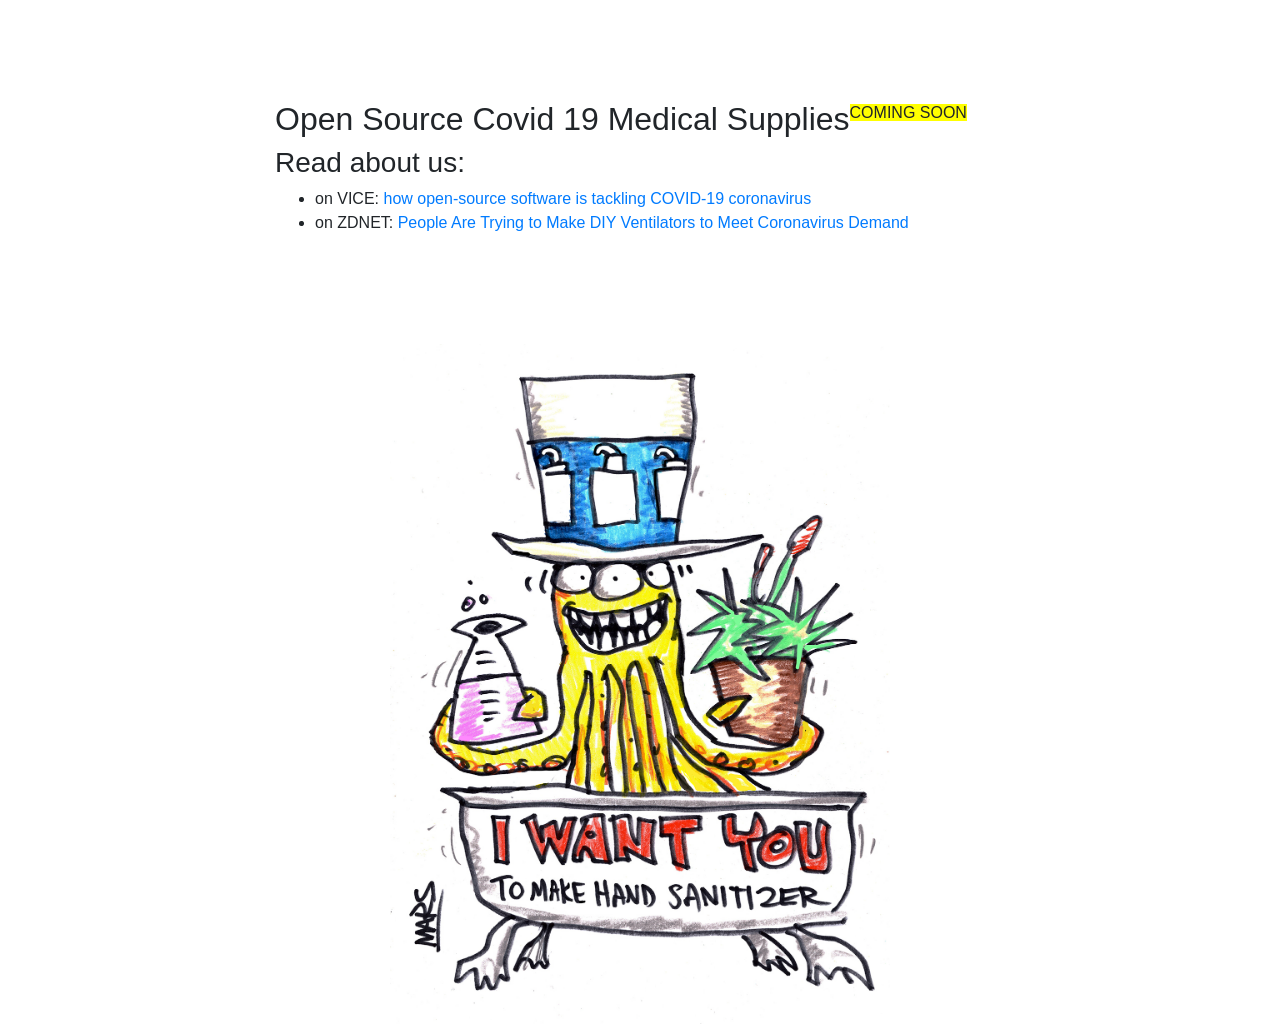 Open Source Covid 19 Medical Supplies COMING SOON
Read about us:
on VICE: how open-source software is tackling COVID-19 coronavirus
on ZDNET: People Are Trying to Make DIY Ventilators to Meet Coronavirus Demand
I WANT YOU
TO MAKE HAND SANITIZER
MARS